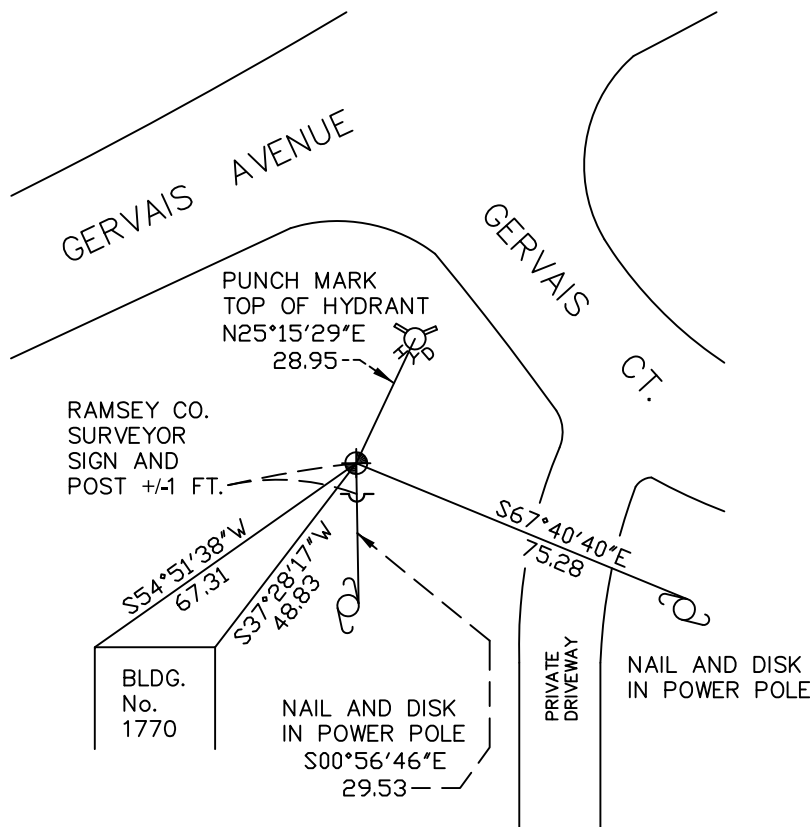 GERVAIS AVENUE
GERVAIS CT.
PUNCH MARK
TOP OF HYDRANT
N25°15'29"E
28.95
HYD
RAMSEY CO.
SURVEYOR
SIGN AND
POST +/-1 FT.
S54°51'38"W
67.31
S37°28'17"W
48.83
S67°40'40"E
75.28
BLDG.
No.
1770
NAIL AND DISK
IN POWER POLE
S00°56'46"E
29.53
PRIVATE
DRIVEWAY
NAIL AND DISK
IN POWER POLE